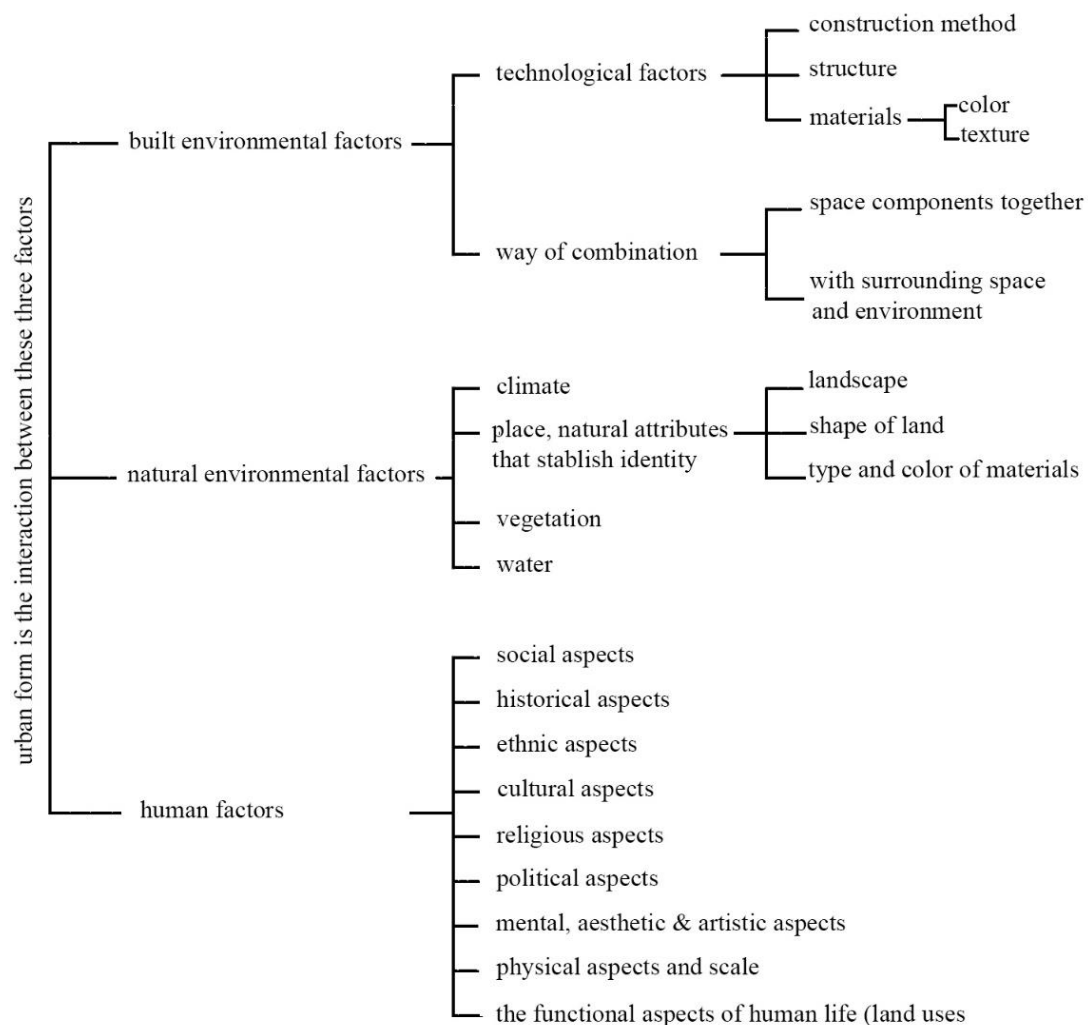 urban form is the interaction between these three factors
built environmental factors
technological factors
construction method
structure
materials
color
texture
way of combination
space components together
with surrounding space
and environment
natural environmental factors
climate
place, natural attributes
that stablish identity
landscape
shape of land
type and color of materials
vegetation
water
human factors
social aspects
historical aspects
ethnic aspects
cultural aspects
religious aspects
political aspects
mental, aesthetic & artistic aspects
physical aspects and scale
the functional aspects of human life (land uses